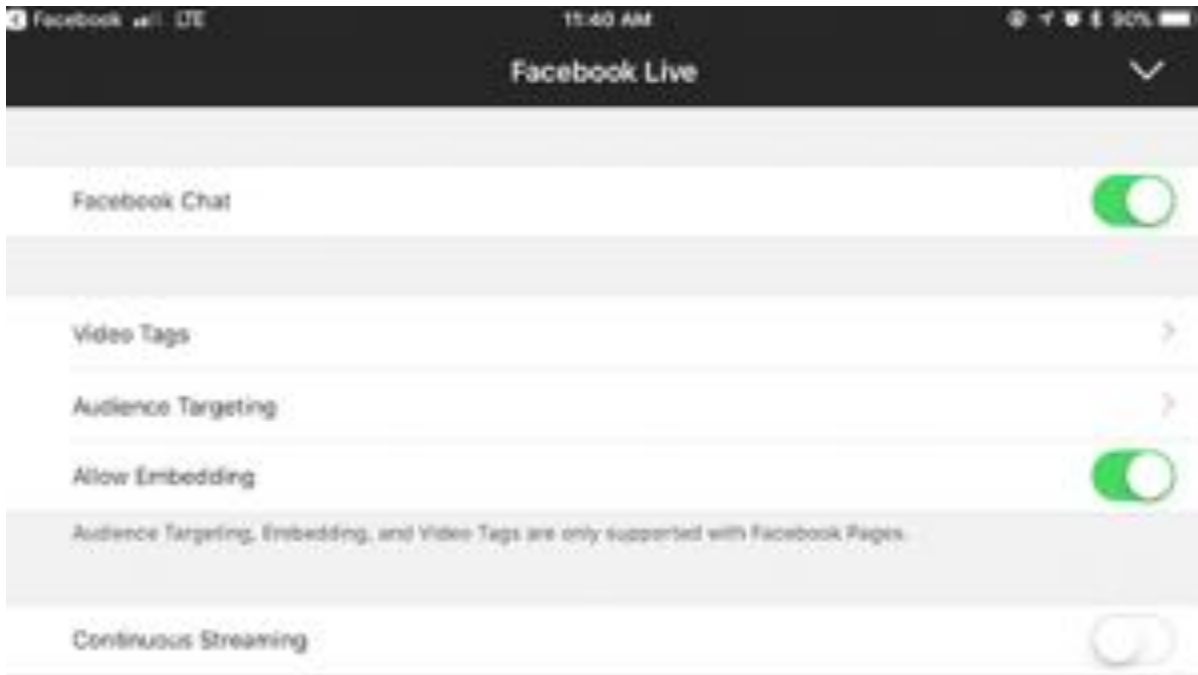 Facebook LTE 11:40 AM 90%
Facebook Live
Facebook Chat
Video Tags
Audience Targeting
Allow Embedding
Audience Targeting, Embedding, and Video Tags are only supported with Facebook Pages.
Continuous Streaming